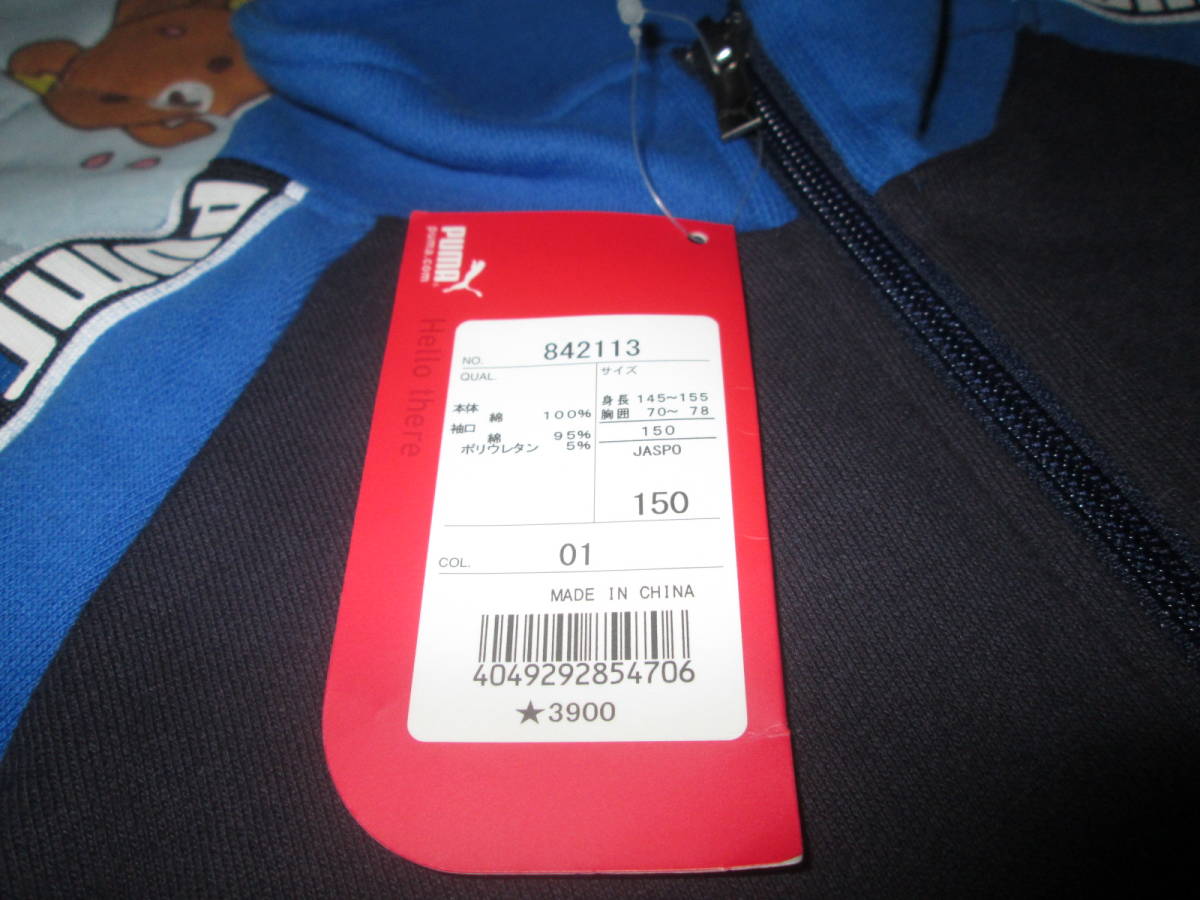 PUMA
puma.com
Hello there
NO. 842113
QUAL.
サイズ
本体
綿 100%
袖口
綿 95%
ポリウレタン 5%
身長 145～155
胸囲 70～ 78
150
JASPO
150
COL. 01
MADE IN CHINA
4049292854706
★3900